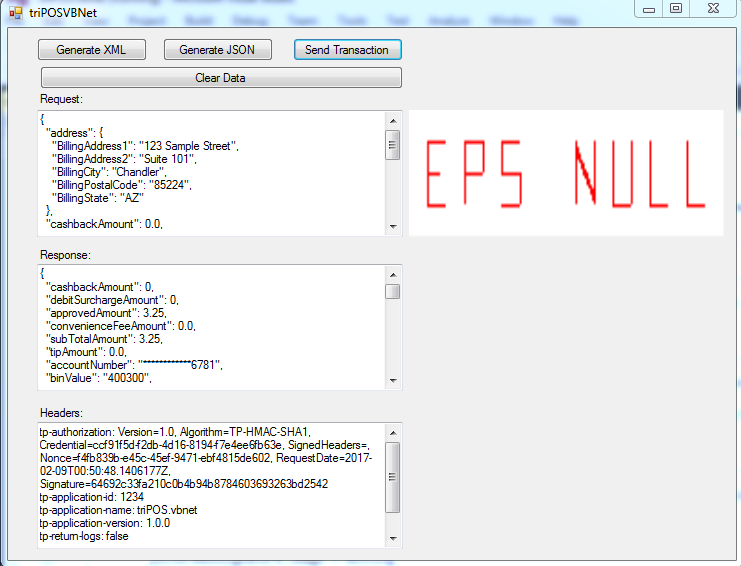 triPOSVBNet
Generate XML
Generate JSON
Send Transaction
Clear Data
Request:
{
"address": {
"BillingAddress1": "123 Sample Street",
"BillingAddress2": "Suite 101",
"BillingCity": "Chandler",
"BillingPostalCode": "85224",
"BillingState": "AZ"
},
"cashbackAmount": 0.0,
EPS NULL
Response:
{
"cashbackAmount": 0,
"debitSurchargeAmount": 0,
"approvedAmount": 3.25,
"convenienceFeeAmount": 0.0,
"subTotalAmount": 3.25,
"tipAmount": 0.0,
"accountNumber": "************6781",
"binValue": "400300",
Headers:
tp-authorization: Version=1.0, Algorithm=TP-HMAC-SHA1,
Credential=ccf91f5d-f2db-4d16-8194-f7e4ee6fb63e, SignedHeaders=,
Nonce=f4fb839b-e45c-45ef-9471-ebf4815de602, RequestDate=2017-
02-09T00:50:48.1406177Z,
Signature=64692c33fa210c0b4b94b8784603693263bd2542
tp-application-id: 1234
tp-application-name: triPOS.vbnet
tp-application-version: 1.0.0
tp-return-logs: false